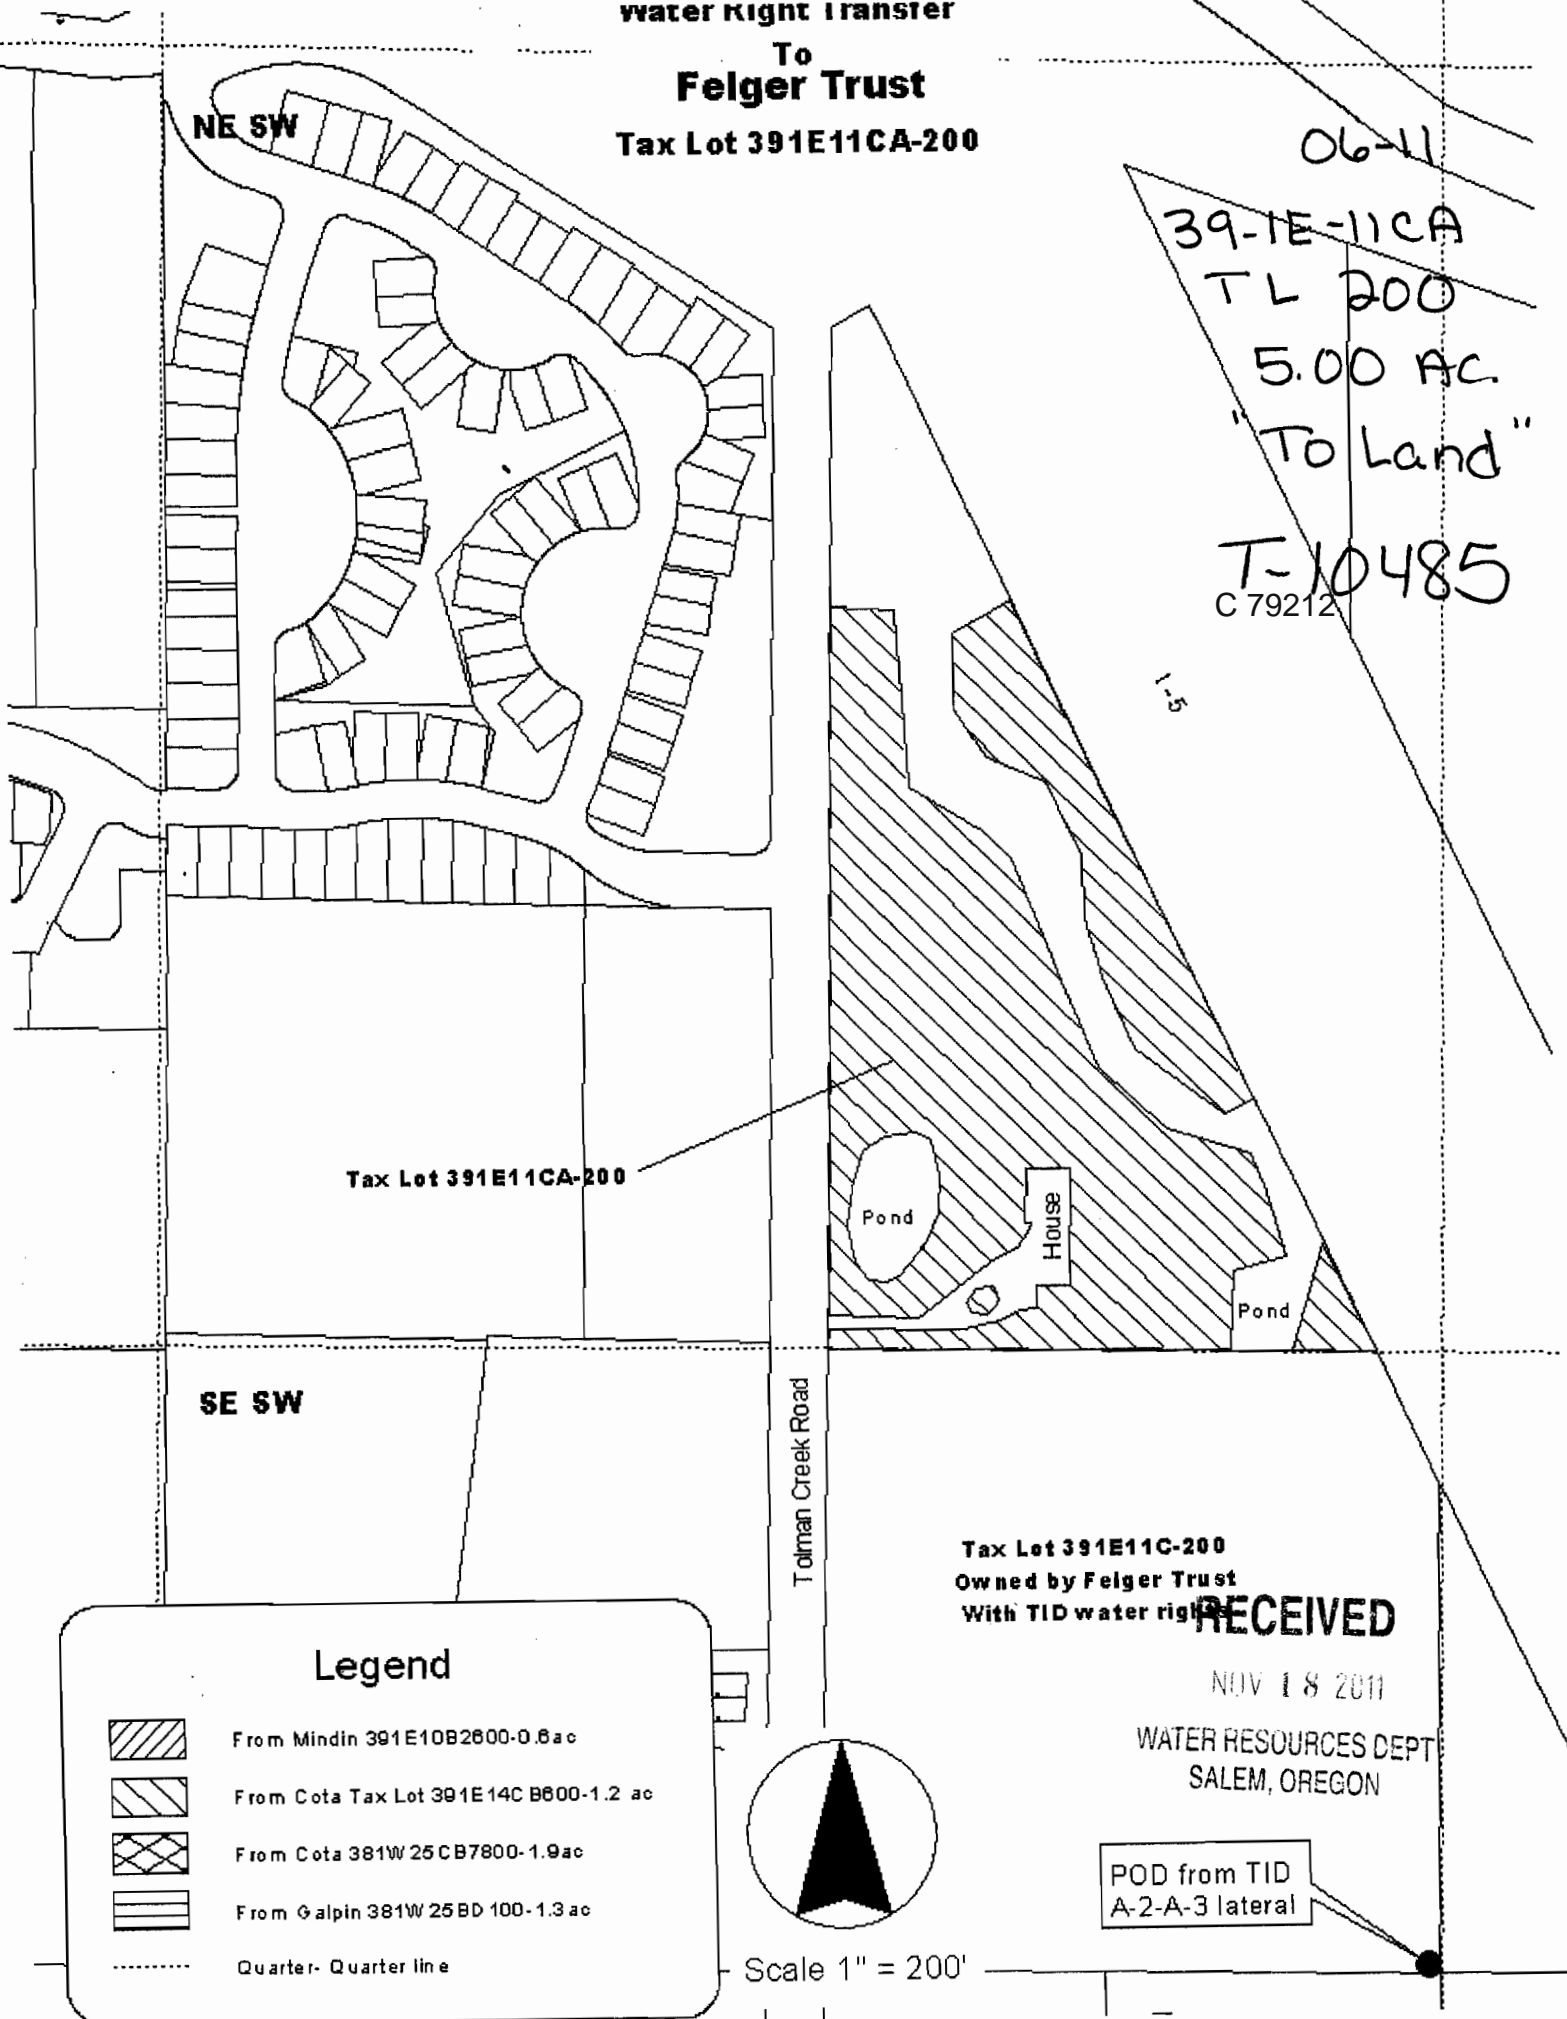 Water Right Transfer
To
Felger Trust
Tax Lot 391E11CA-200
NE SW
06-11
39-1E-11CA
TL 200
5.00 AC.
"To Land"
T-10485
C 79212
I-5
Tax Lot 391E11CA-200
Pond
House
Pond
SE SW
Tolman Creek Road
Tax Lot 391E11C-200
Owned by Felger Trust
With TID water rights
RECEIVED
NOV 18 2011
WATER RESOURCES DEPT
SALEM, OREGON
Legend
From Mindin 391E10B2600-0.6ac
From Cota Tax Lot 391E14C B600-1.2 ac
From Cota 381W 25CB7800-1.9ac
From Galpin 381W 25BD 100-1.3ac
Quarter- Quarter line
POD from TID
A-2-A-3 lateral
Scale 1" = 200'